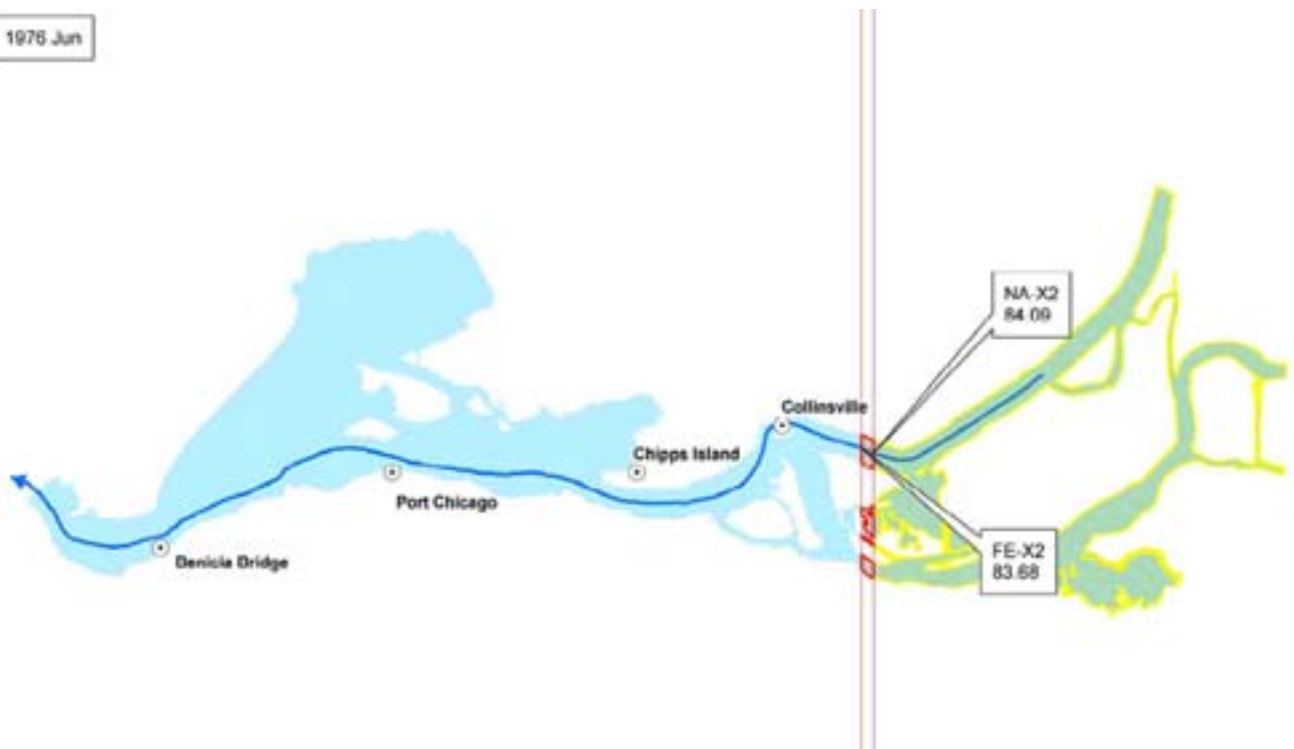 1976 Jun
NA-X2
84.09
Collinsville
Chipps Island
Port Chicago
Benicia Bridge
FE-X2
83.68